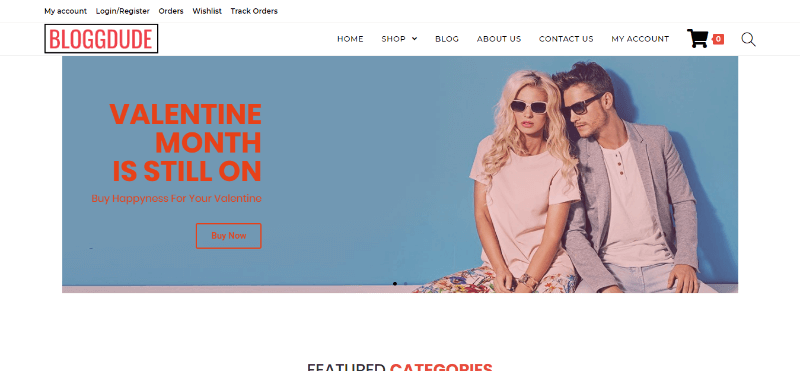 My account Login/Register Orders Wishlist Track Orders
BLOGGDUDE
HOME SHOP BLOG ABOUT US CONTACT US MY ACCOUNT 0
VALENTINE
MONTH
IS STILL ON
Buy Happyness For Your Valentine
Buy Now
FEATURED CATEGORIES